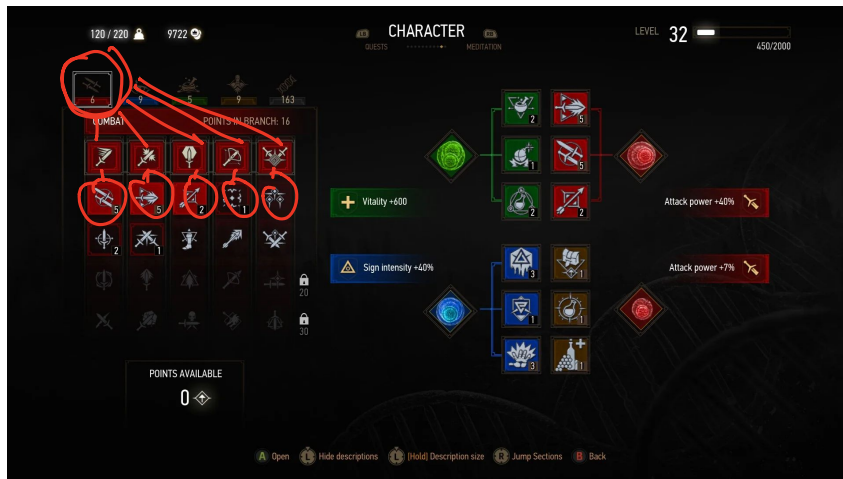 120 / 220 9722 LB CHARACTER RB LEVEL 32
QUESTS MEDITATION 450/2000
6 9 5 9 163
COMBAT POINTS IN BRANCH: 16
5 5 2 1
2 1
20
30
POINTS AVAILABLE
0
2 5
1
2 2
Vitality +600 Attack power +40%
Sign intensity +40% Attack power +7%
3 1
1 1
3 1
A Open L Hide descriptions L [Hold] Description size R Jump Sections B Back